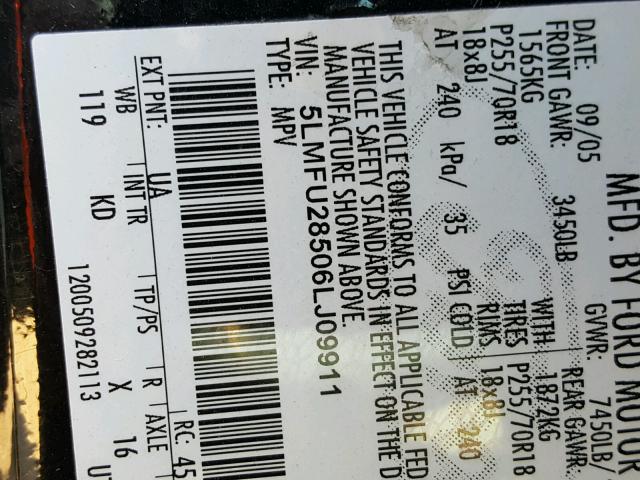 MFD. BY FORD MOTOR
DATE: 09/05 GVWR: 7450LB/
FRONT GAWR: 3450LB REAR GAWR:
1565KG WITH 1872KG
P255/70R18 TIRES P255/70R18
18x8J RIMS 18x8J
AT 240 kPa/ 35 PSI COLD AT 240
THIS VEHICLE CONFORMS TO ALL APPLICABLE FED
VEHICLE SAFETY STANDARDS IN EFFECT ON THE D
MANUFACTURE SHOWN ABOVE.
VIN: 5LMFU28506LJ09911
TYPE: MPV
EXT PNT: UA RC: 45
WB INT TR TP/PS R AXLE
119 KD X 16 UT
1200509282113